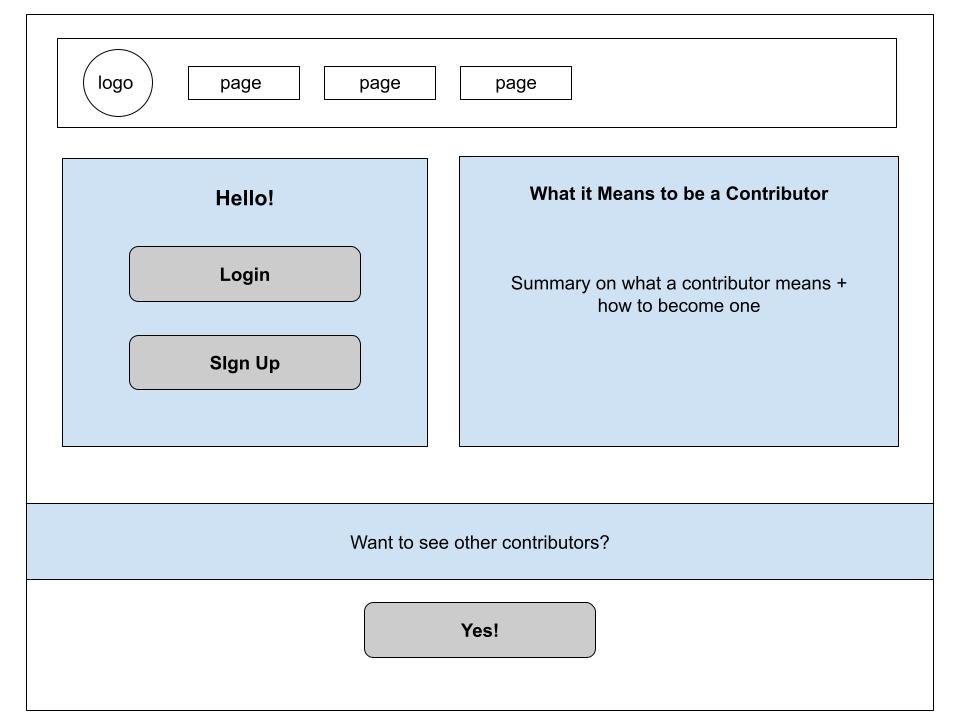 logo
page
page
page
Hello!
Login
SIgn Up
What it Means to be a Contributor
Summary on what a contributor means +
how to become one
Want to see other contributors?
Yes!